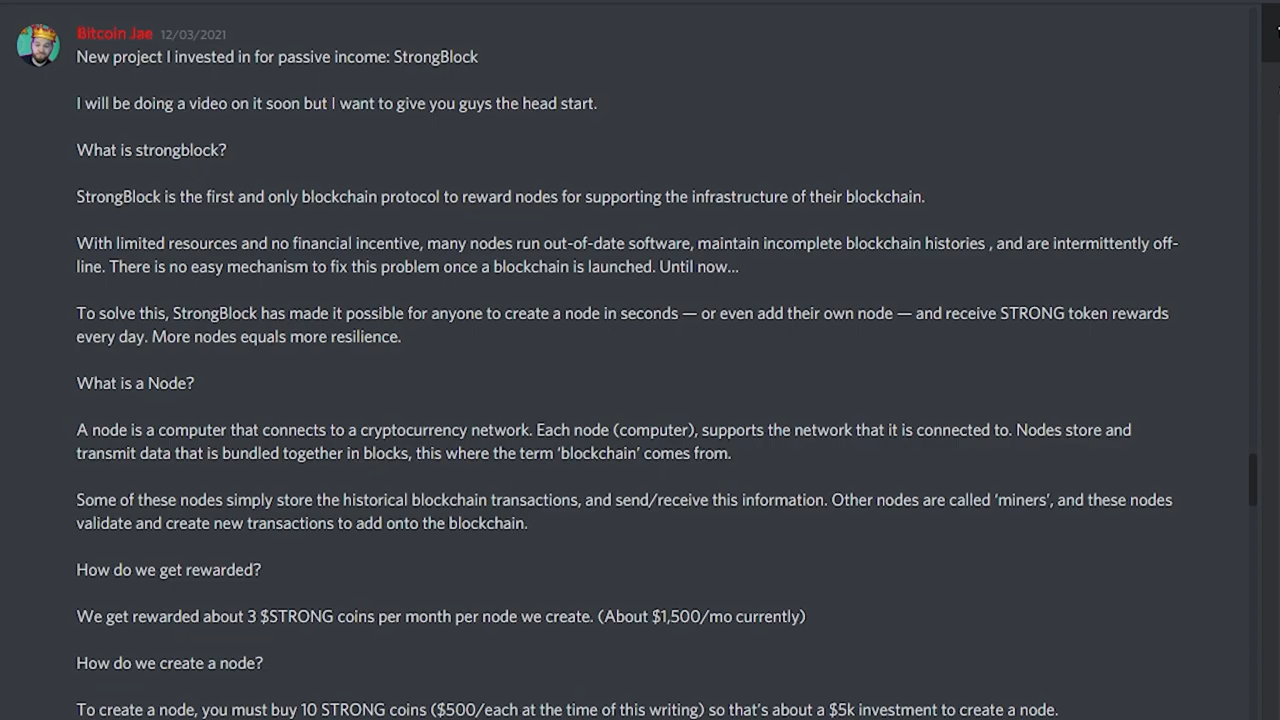 Bitcoin Jae 12/03/2021
New project I invested in for passive income: StrongBlock
I will be doing a video on it soon but I want to give you guys the head start.
What is strongblock?
StrongBlock is the first and only blockchain protocol to reward nodes for supporting the infrastructure of their blockchain.
With limited resources and no financial incentive, many nodes run out-of-date software, maintain incomplete blockchain histories , and are intermittently off-
line. There is no easy mechanism to fix this problem once a blockchain is launched. Until now…
To solve this, StrongBlock has made it possible for anyone to create a node in seconds — or even add their own node — and receive STRONG token rewards
every day. More nodes equals more resilience.
What is a Node?
A node is a computer that connects to a cryptocurrency network. Each node (computer), supports the network that it is connected to. Nodes store and
transmit data that is bundled together in blocks, this where the term ‘blockchain’ comes from.
Some of these nodes simply store the historical blockchain transactions, and send/receive this information. Other nodes are called ‘miners’, and these nodes
validate and create new transactions to add onto the blockchain.
How do we get rewarded?
We get rewarded about 3 $STRONG coins per month per node we create. (About $1,500/mo currently)
How do we create a node?
To create a node, you must buy 10 STRONG coins ($500/each at the time of this writing) so that’s about a $5k investment to create a node.